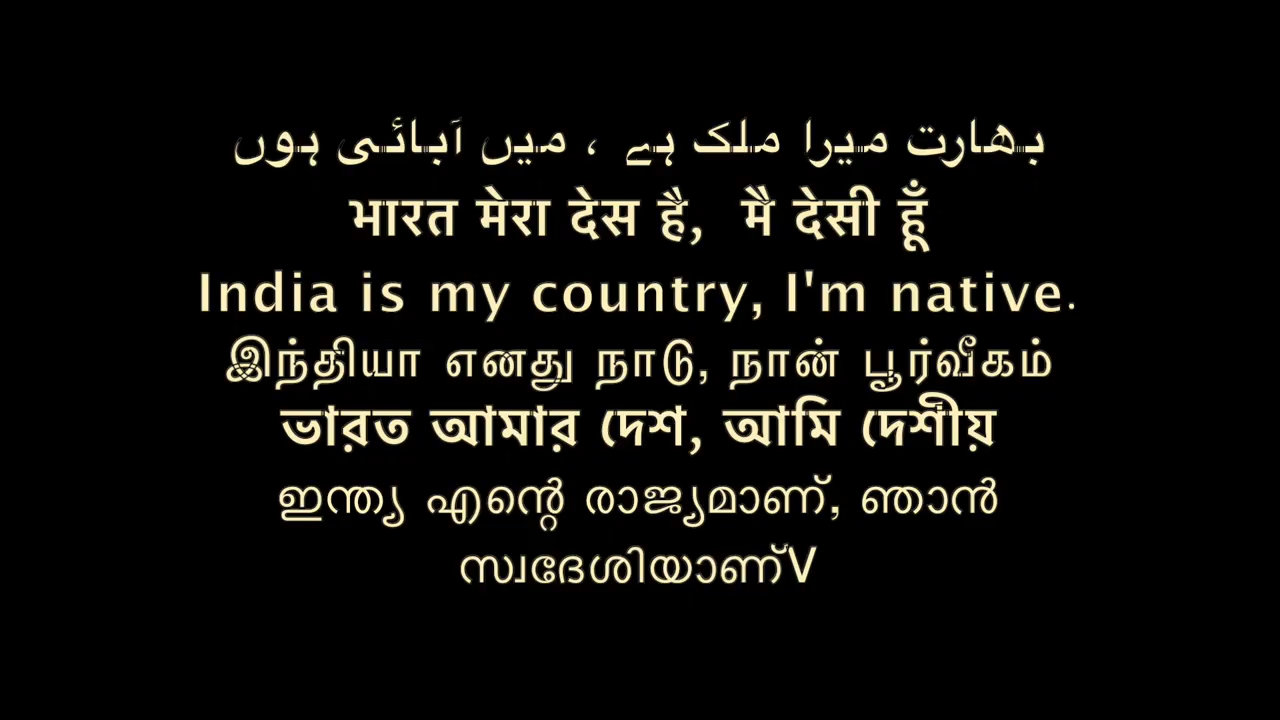 بھارت میرا ملک ہے ، میں آبائی ہوں
भारत मेरा देस है, मै देसी हूँ
India is my country, I'm native.
இந்தியா எனது நாடு, நான் பூர்வீகம்
ভারত আমার দেশ, আমি দেশীয়
ഇന്ത്യ എന്റെ രാജ്യമാണ്, ഞാൻ
സ്വദേശിയാണ്V